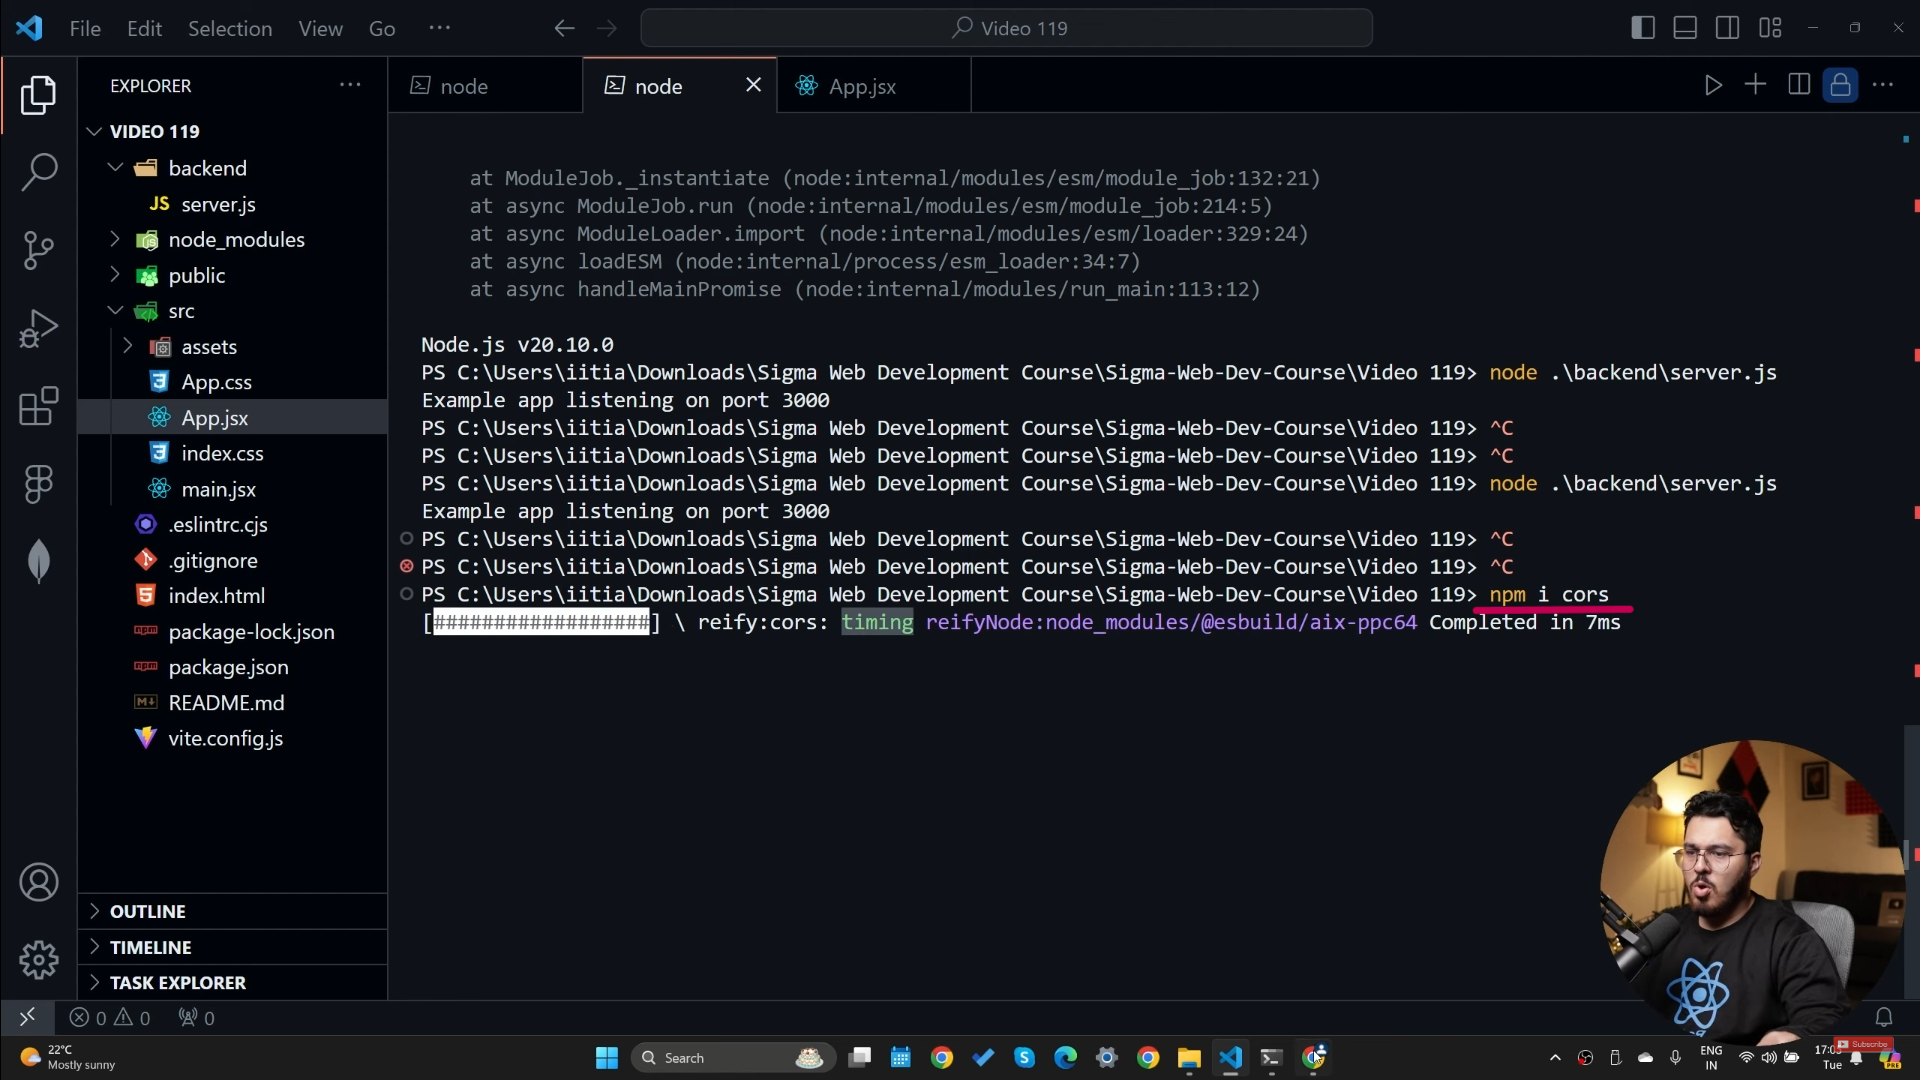 File Edit Selection View Go ··· Video 119
EXPLORER ···
node
node
App.jsx
VIDEO 119
backend
JS server.js
node_modules
public
src
assets
App.css
App.jsx
index.css
main.jsx
.eslintrc.cjs
.gitignore
index.html
package-lock.json
package.json
README.md
vite.config.js
OUTLINE
TIMELINE
TASK EXPLORER
at ModuleJob._instantiate (node:internal/modules/esm/module_job:132:21)
at async ModuleJob.run (node:internal/modules/esm/module_job:214:5)
at async ModuleLoader.import (node:internal/modules/esm/loader:329:24)
at async loadESM (node:internal/process/esm_loader:34:7)
at async handleMainPromise (node:internal/modules/run_main:113:12)
Node.js v20.10.0
PS C:\Users\iitia\Downloads\Sigma Web Development Course\Sigma-Web-Dev-Course\Video 119> node .\backend\server.js
Example app listening on port 3000
PS C:\Users\iitia\Downloads\Sigma Web Development Course\Sigma-Web-Dev-Course\Video 119> ^C
PS C:\Users\iitia\Downloads\Sigma Web Development Course\Sigma-Web-Dev-Course\Video 119> ^C
PS C:\Users\iitia\Downloads\Sigma Web Development Course\Sigma-Web-Dev-Course\Video 119> node .\backend\server.js
Example app listening on port 3000
PS C:\Users\iitia\Downloads\Sigma Web Development Course\Sigma-Web-Dev-Course\Video 119> ^C
PS C:\Users\iitia\Downloads\Sigma Web Development Course\Sigma-Web-Dev-Course\Video 119> ^C
PS C:\Users\iitia\Downloads\Sigma Web Development Course\Sigma-Web-Dev-Course\Video 119> npm i cors
[##################] \ reify:cors: timing reifyNode:node_modules/@esbuild/aix-ppc64 Completed in 7ms
0 0 0
22°C
Mostly sunny
Search
ENG
IN
Tue
Subscribe